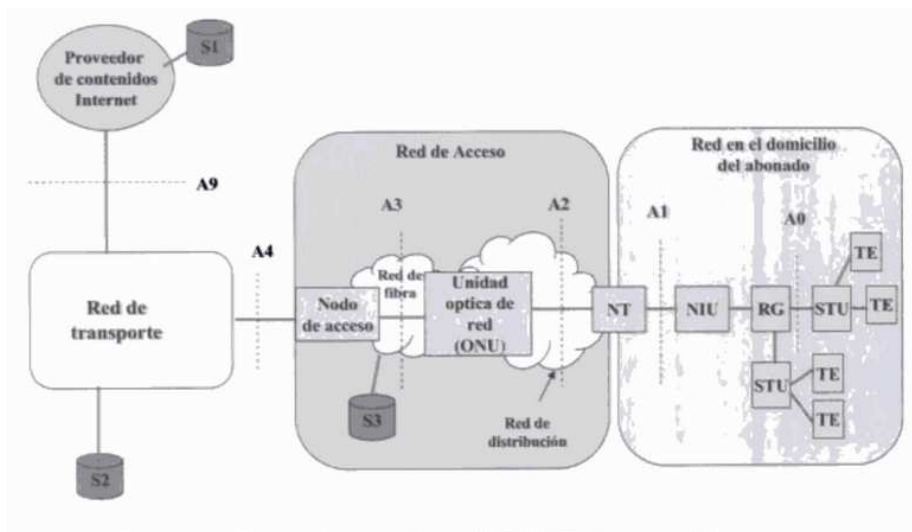 S1
Proveedor
de contenidos
Internet
A9
Red de
transporte
S2
A4
Red de Acceso
A3
A2
Nodo
de acceso
Red de
fibra
Unidad
optica de
red
(ONU)
S3
Red de
distribución
NT
Red en el domicilio
del abonado
A1
A0
NIU
RG
STU
TE
TE
STU
TE
TE